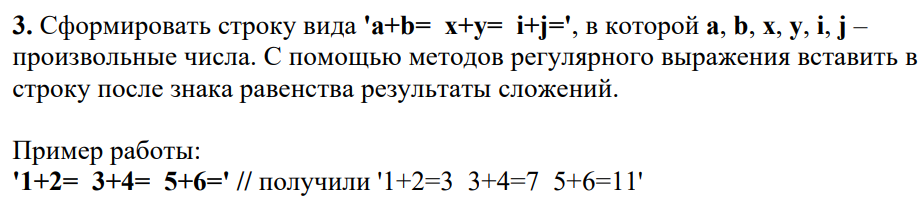 3. Сформировать строку вида 'a+b=  x+y=  i+j=', в которой a, b, x, y, i, j –
произвольные числа. С помощью методов регулярного выражения вставить в
строку после знака равенства результаты сложений.
Пример работы:
'1+2=  3+4=  5+6=' // получили '1+2=3  3+4=7  5+6=11'